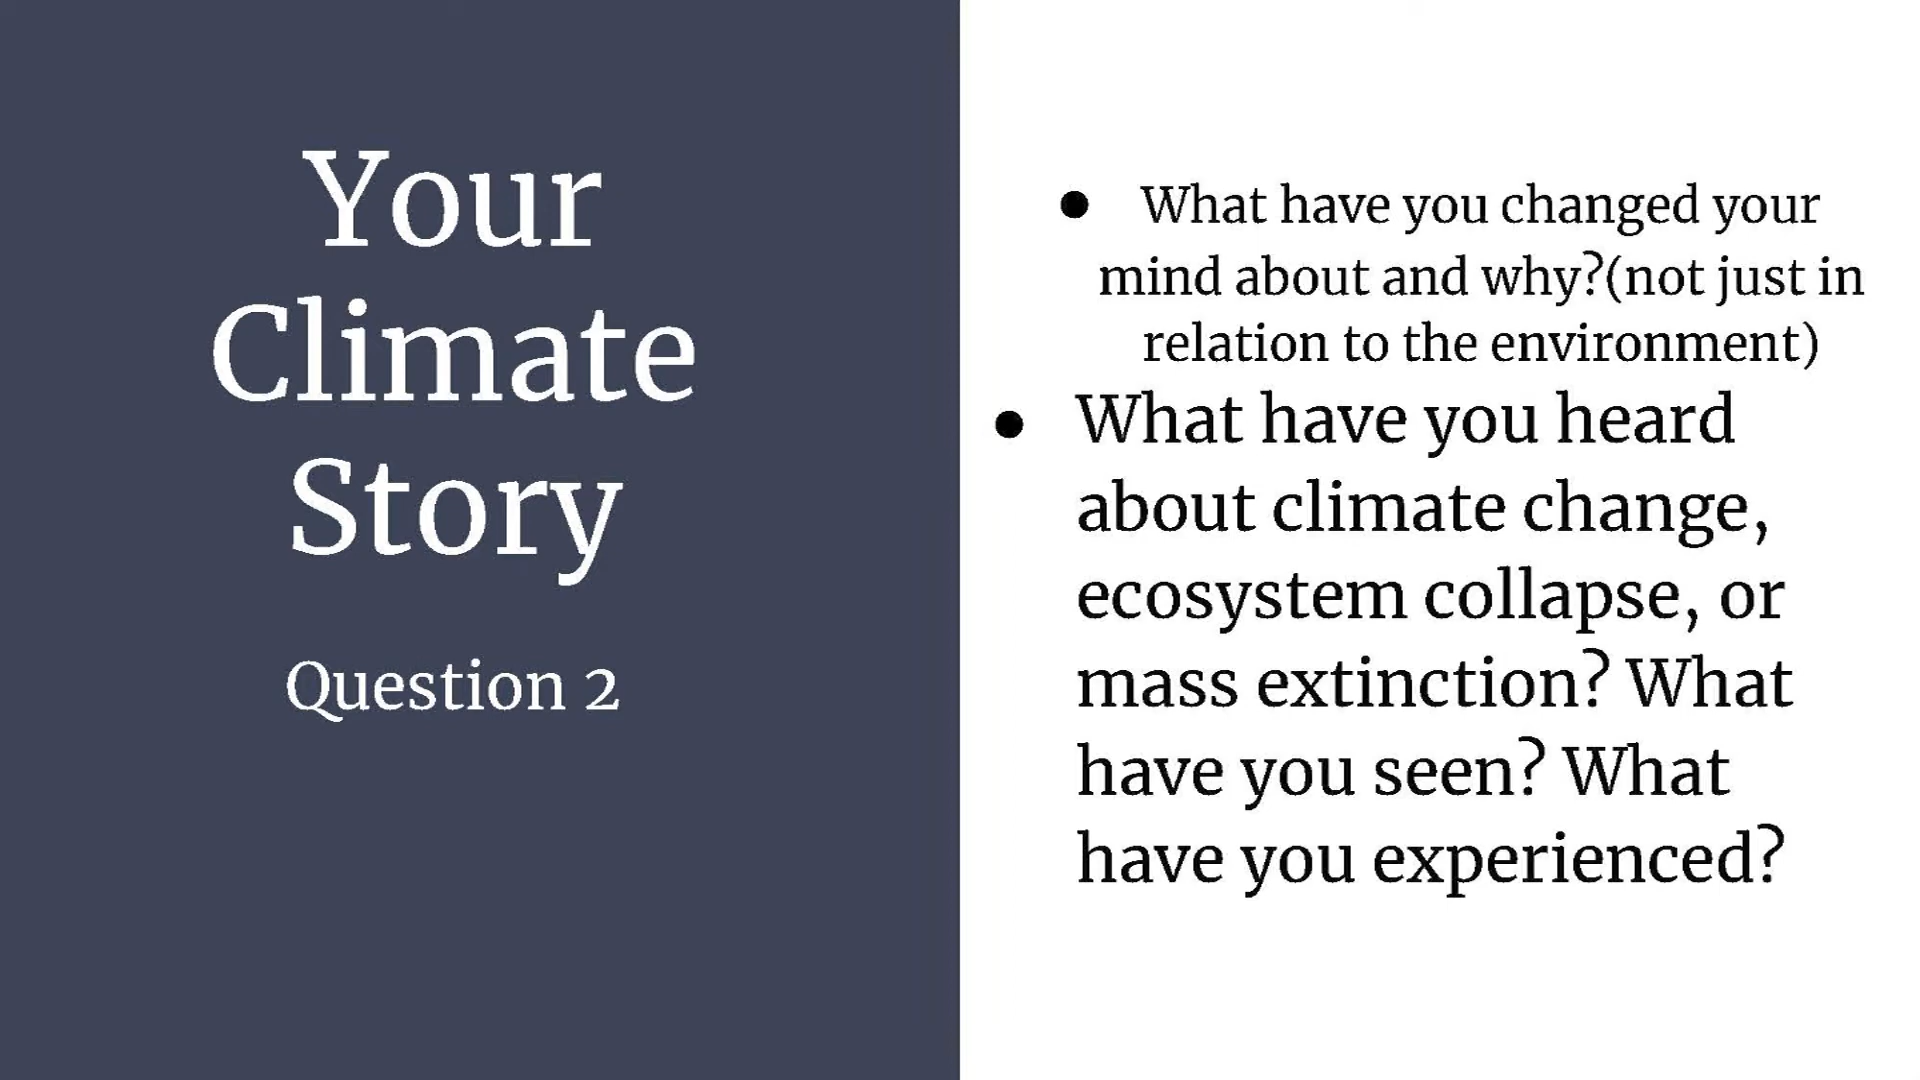 Your
Climate
Story
Question 2
● What have you changed your
mind about and why?(not just in
relation to the environment)
● What have you heard
about climate change,
ecosystem collapse, or
mass extinction? What
have you seen? What
have you experienced?